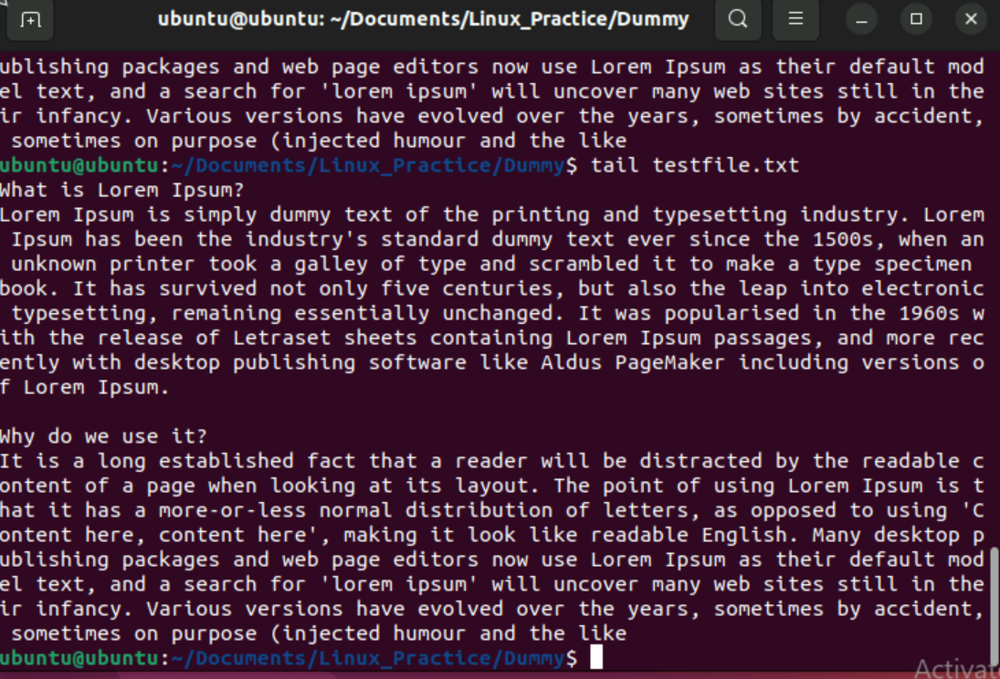 ubuntu@ubuntu: ~/Documents/Linux_Practice/Dummy
ublishing packages and web page editors now use Lorem Ipsum as their default mod
el text, and a search for 'lorem ipsum' will uncover many web sites still in the
ir infancy. Various versions have evolved over the years, sometimes by accident,
 sometimes on purpose (injected humour and the like
ubuntu@ubuntu:~/Documents/Linux_Practice/Dummy$ tail testfile.txt
What is Lorem Ipsum?
Lorem Ipsum is simply dummy text of the printing and typesetting industry. Lorem
 Ipsum has been the industry's standard dummy text ever since the 1500s, when an
 unknown printer took a galley of type and scrambled it to make a type specimen
book. It has survived not only five centuries, but also the leap into electronic
 typesetting, remaining essentially unchanged. It was popularised in the 1960s w
ith the release of Letraset sheets containing Lorem Ipsum passages, and more rec
ently with desktop publishing software like Aldus PageMaker including versions o
f Lorem Ipsum.

Why do we use it?
It is a long established fact that a reader will be distracted by the readable c
ontent of a page when looking at its layout. The point of using Lorem Ipsum is t
hat it has a more-or-less normal distribution of letters, as opposed to using 'C
ontent here, content here', making it look like readable English. Many desktop p
ublishing packages and web page editors now use Lorem Ipsum as their default mod
el text, and a search for 'lorem ipsum' will uncover many web sites still in the
ir infancy. Various versions have evolved over the years, sometimes by accident,
 sometimes on purpose (injected humour and the like
ubuntu@ubuntu:~/Documents/Linux_Practice/Dummy$
Activat